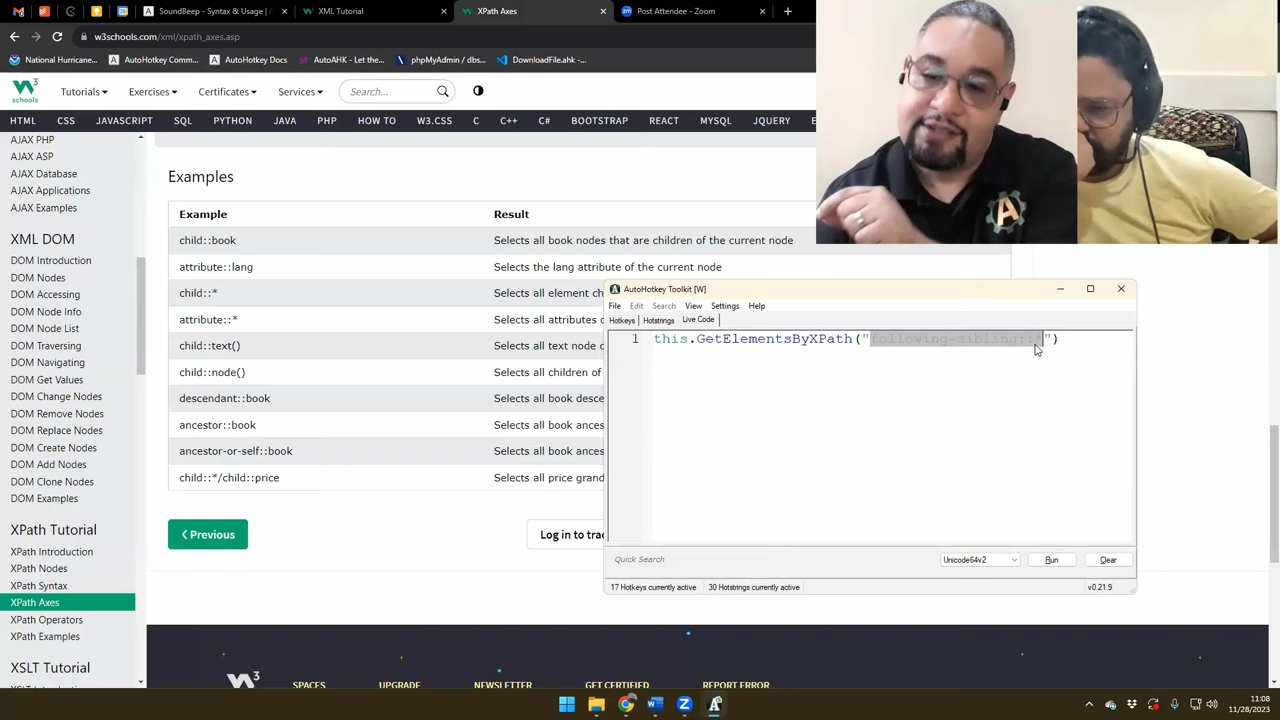 SoundBeep - Syntax & Usage |
XML Tutorial
XPath Axes
Post Attendee - Zoom
w3schools.com/xml/xpath_axes.asp
National Hurricane...
AutoHotkey Commu...
AutoHotkey Docs
AutoAHK - Let the...
phpMyAdmin / dbs...
DownloadFile.ahk -...
W3
schools
Tutorials
Exercises
Certificates
Services
Search...
HTML CSS JAVASCRIPT SQL PYTHON JAVA PHP HOW TO W3.CSS C C++ C# BOOTSTRAP REACT MYSQL JQUERY
AJAX PHP
AJAX ASP
AJAX Database
AJAX Applications
AJAX Examples
XML DOM
DOM Introduction
DOM Nodes
DOM Accessing
DOM Node Info
DOM Node List
DOM Traversing
DOM Navigating
DOM Get Values
DOM Change Nodes
DOM Remove Nodes
DOM Replace Nodes
DOM Create Nodes
DOM Add Nodes
DOM Clone Nodes
DOM Examples
XPath Tutorial
XPath Introduction
XPath Nodes
XPath Syntax
XPath Axes
XPath Operators
XPath Examples
XSLT Tutorial
Examples
Example Result
child::book Selects all book nodes that are children of the current node
attribute::lang Selects the lang attribute of the current node
child::* Selects all element ch
attribute::* Selects all attributes
child::text() Selects all text node
child::node() Selects all children of
descendant::book Selects all book desce
ancestor::book Selects all book ances
ancestor-or-self::book Selects all book ances
child::*/child::price Selects all price grand
❮ Previous
Log in to trac
AutoHotkey Toolkit [W]
File Edit Search View Settings Help
Hotkeys Hotstrings Live Code
1 this.GetElementsByXPath("following-sibling::*")
Quick Search
Unicode64v2
Run
Clear
17 Hotkeys currently active
30 Hotstrings currently active
v0.21.9
W3
SPACES UPGRADE NEWSLETTER GET CERTIFIED REPORT ERROR
11:08
11/28/2023